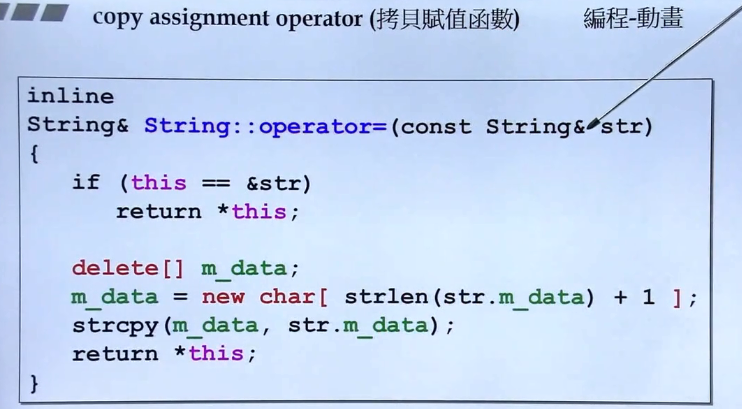 copy assignment operator (拷貝賦值函數) 編程-動畫
inline
String& String::operator=(const String& str)
{
if (this == &str)
return *this;
delete[] m_data;
m_data = new char[ strlen(str.m_data) + 1 ];
strcpy(m_data, str.m_data);
return *this;
}